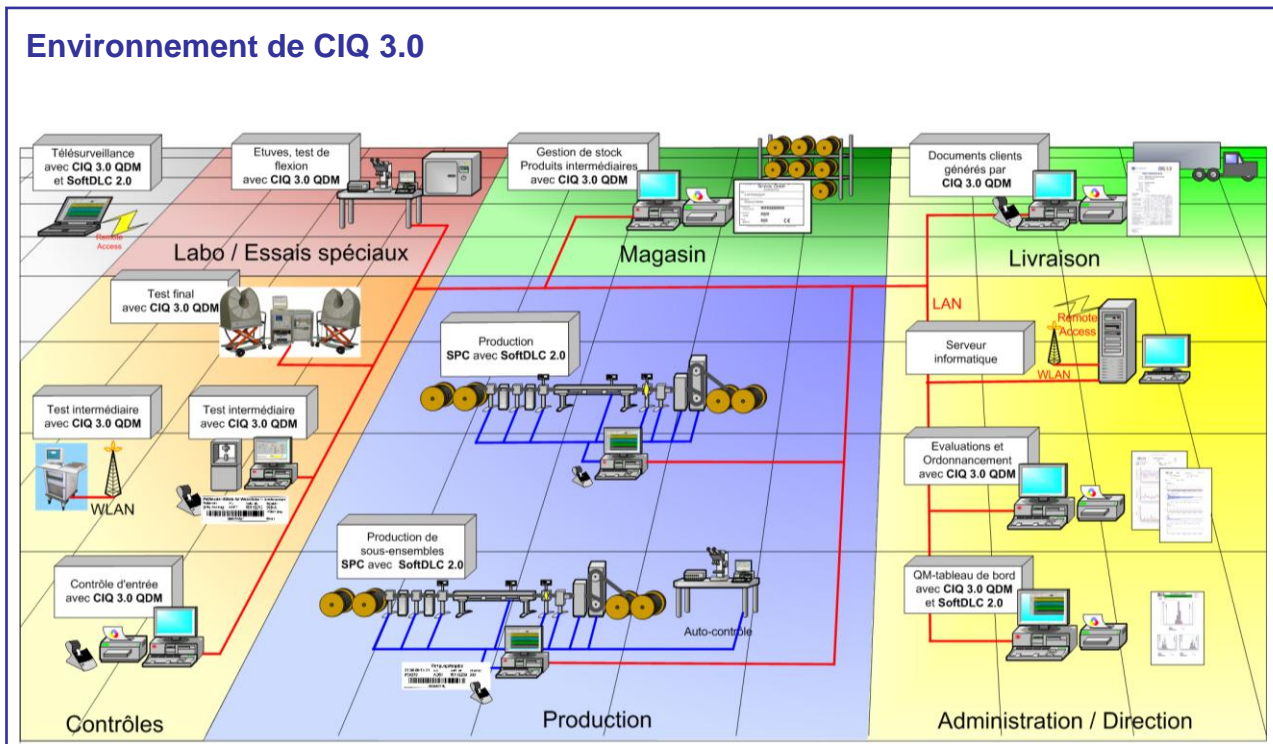 Environnement de CIQ 3.0
Télésurveillance
avec CIQ 3.0 QDM
et SoftDLC 2.0
Remote
Access
Etuves, test de
flexion
avec CIQ 3.0 QDM
Labo / Essais spéciaux
Gestion de stock
Produits intermédiaires
avec CIQ 3.0 QDM
Magasin
Documents clients
générés par
CIQ 3.0 QDM
Livraison
Test final
avec CIQ 3.0 QDM
Test intermédiaire
avec CIQ 3.0 QDM
WLAN
Test intermédiaire
avec CIQ 3.0 QDM
Contrôle d'entrée
avec CIQ 3.0 QDM
Contrôles
Production
SPC avec SoftDLC 2.0
Production de
sous-ensembles
SPC avec SoftDLC 2.0
Auto-contrôle
Production
LAN
Serveur
informatique
Remote
Access
WLAN
Evaluations et
Ordonnancement
avec CIQ 3.0 QDM
QM-tableau de bord
avec CIQ 3.0 QDM
et SoftDLC 2.0
Administration / Direction